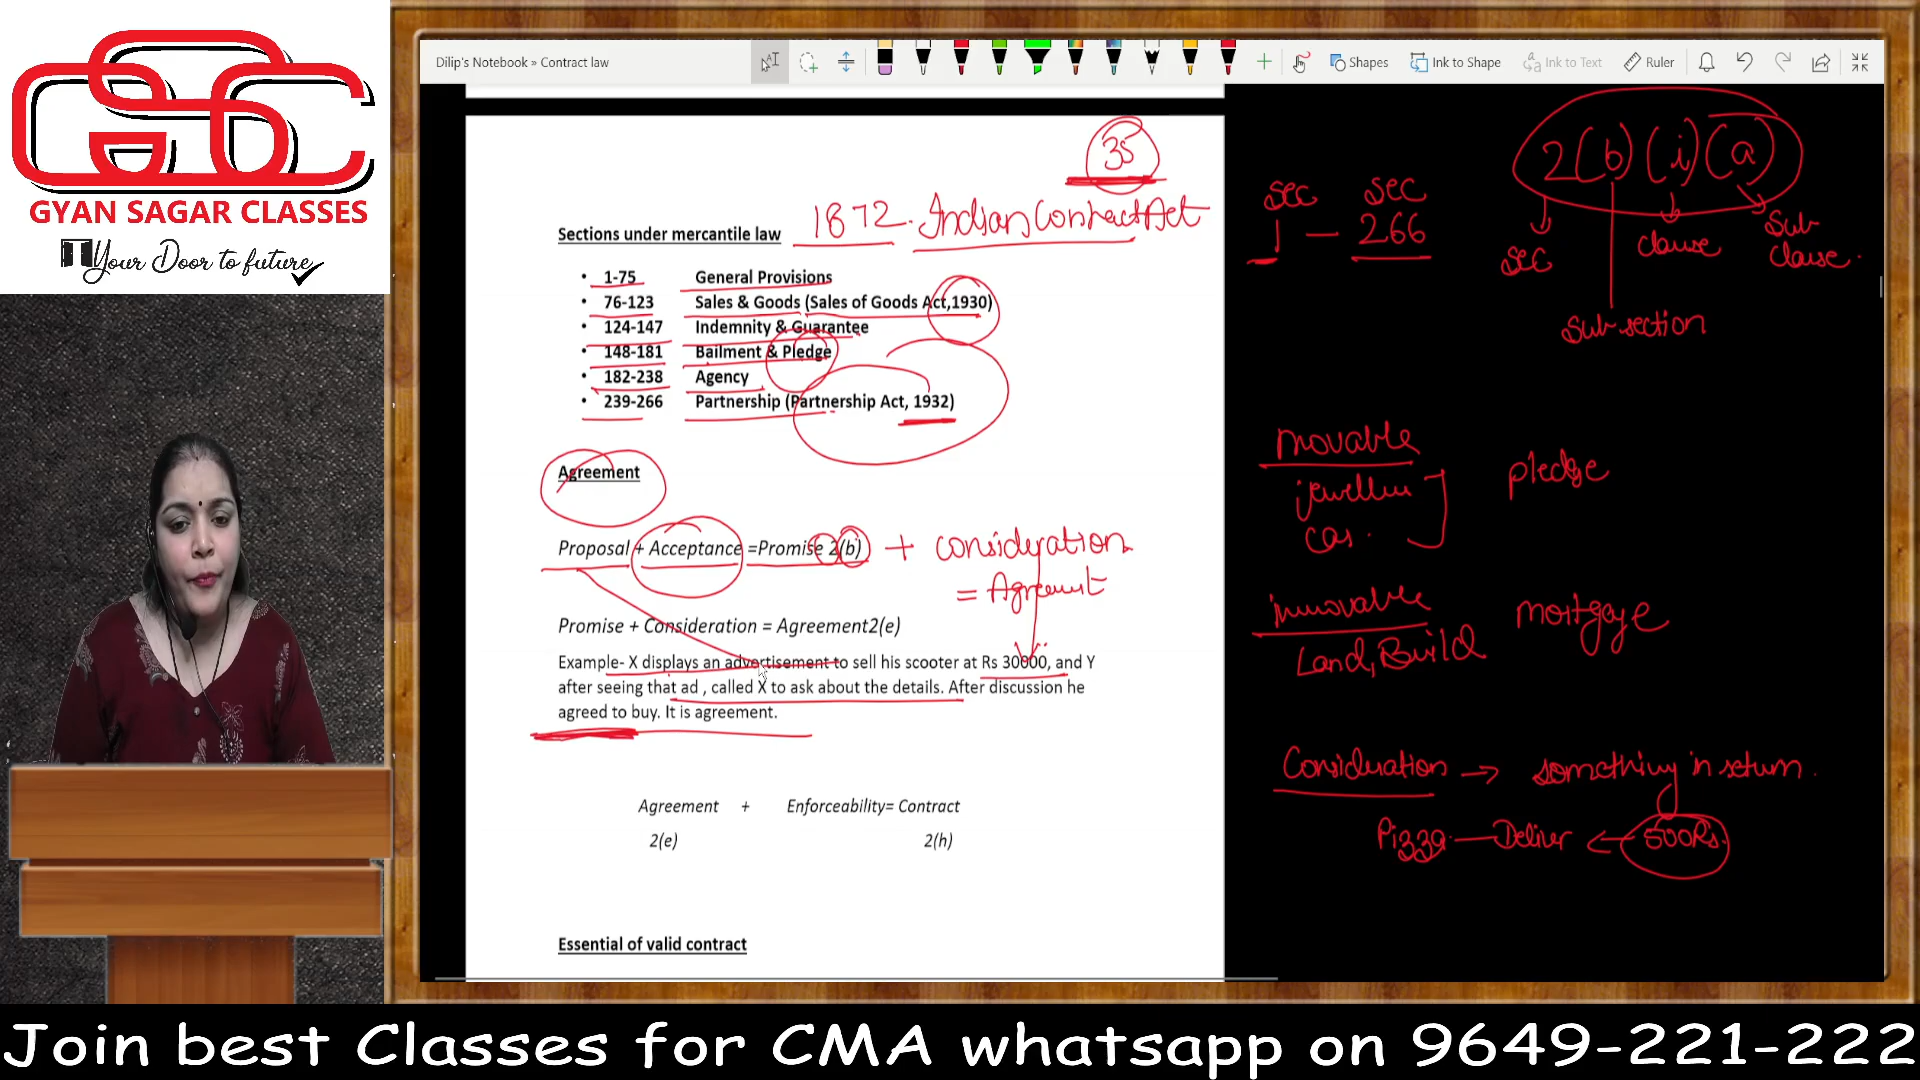 GSC
GYAN SAGAR CLASSES
Your Door to future
Dilip's Notebook » Contract law
Shapes
Ink to Shape
Ink to Text
Ruler
35
1872. Indian Contract Act
Sections under mercantile law
• 1-75 General Provisions
• 76-123 Sales & Goods (Sales of Goods Act,1930)
• 124-147 Indemnity & Guarantee
• 148-181 Bailment & Pledge
• 182-238 Agency
• 239-266 Partnership (Partnership Act, 1932)
Agreement
Proposal + Acceptance =Promise 2(b) + consideration
= Agreement
Promise + Consideration = Agreement2(e)
Example- X displays an advertisement to sell his scooter at Rs 30000, and Y
after seeing that ad , called X to ask about the details. After discussion he
agreed to buy. It is agreement.
Agreement + Enforceability= Contract
2(e) 2(h)
Essential of valid contract
2(b)(i)(a)
Sec Sec
1 — 266
Sec
clause
Sub
clause.
Sub section
movable
jewellery
car.
pledge
immovable
Land, Build
mortgage
Consideration → something in return.
Pizza — Deliver ← 500Rs.
Join best Classes for CMA whatsapp on 9649-221-222